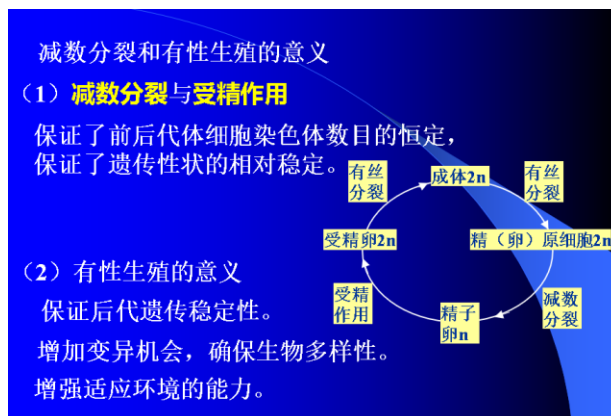 减数分裂和有性生殖的意义
（1）减数分裂与受精作用
保证了前后代体细胞染色体数目的恒定，
保证了遗传性状的相对稳定。
有丝
分裂
成体2n
有丝
分裂
受精卵2n
精（卵）原细胞2n
（2）有性生殖的意义
受精
作用
精子
卵n
减数
分裂
保证后代遗传稳定性。
增加变异机会，确保生物多样性。
增强适应环境的能力。